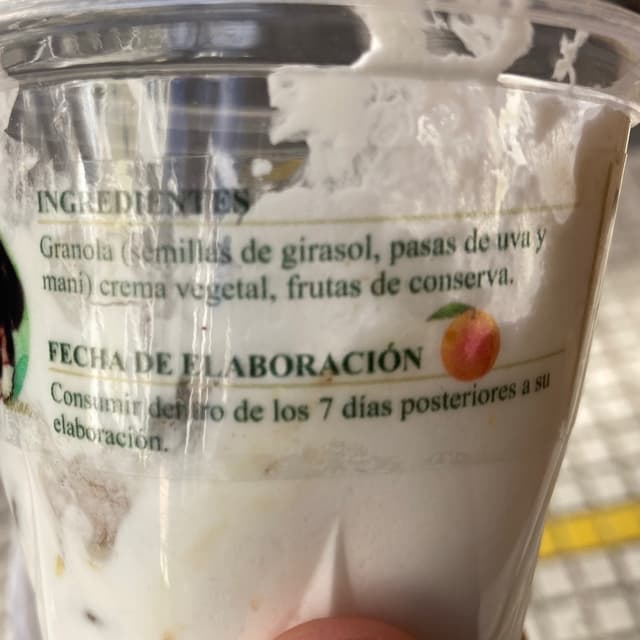 INGREDIENTES
Granola (semillas de girasol, pasas de uva y
mani) crema vegetal, frutas de conserva.
FECHA DE ELABORACIÓN
Consumir dentro de los 7 días posteriores a su
elaboración.